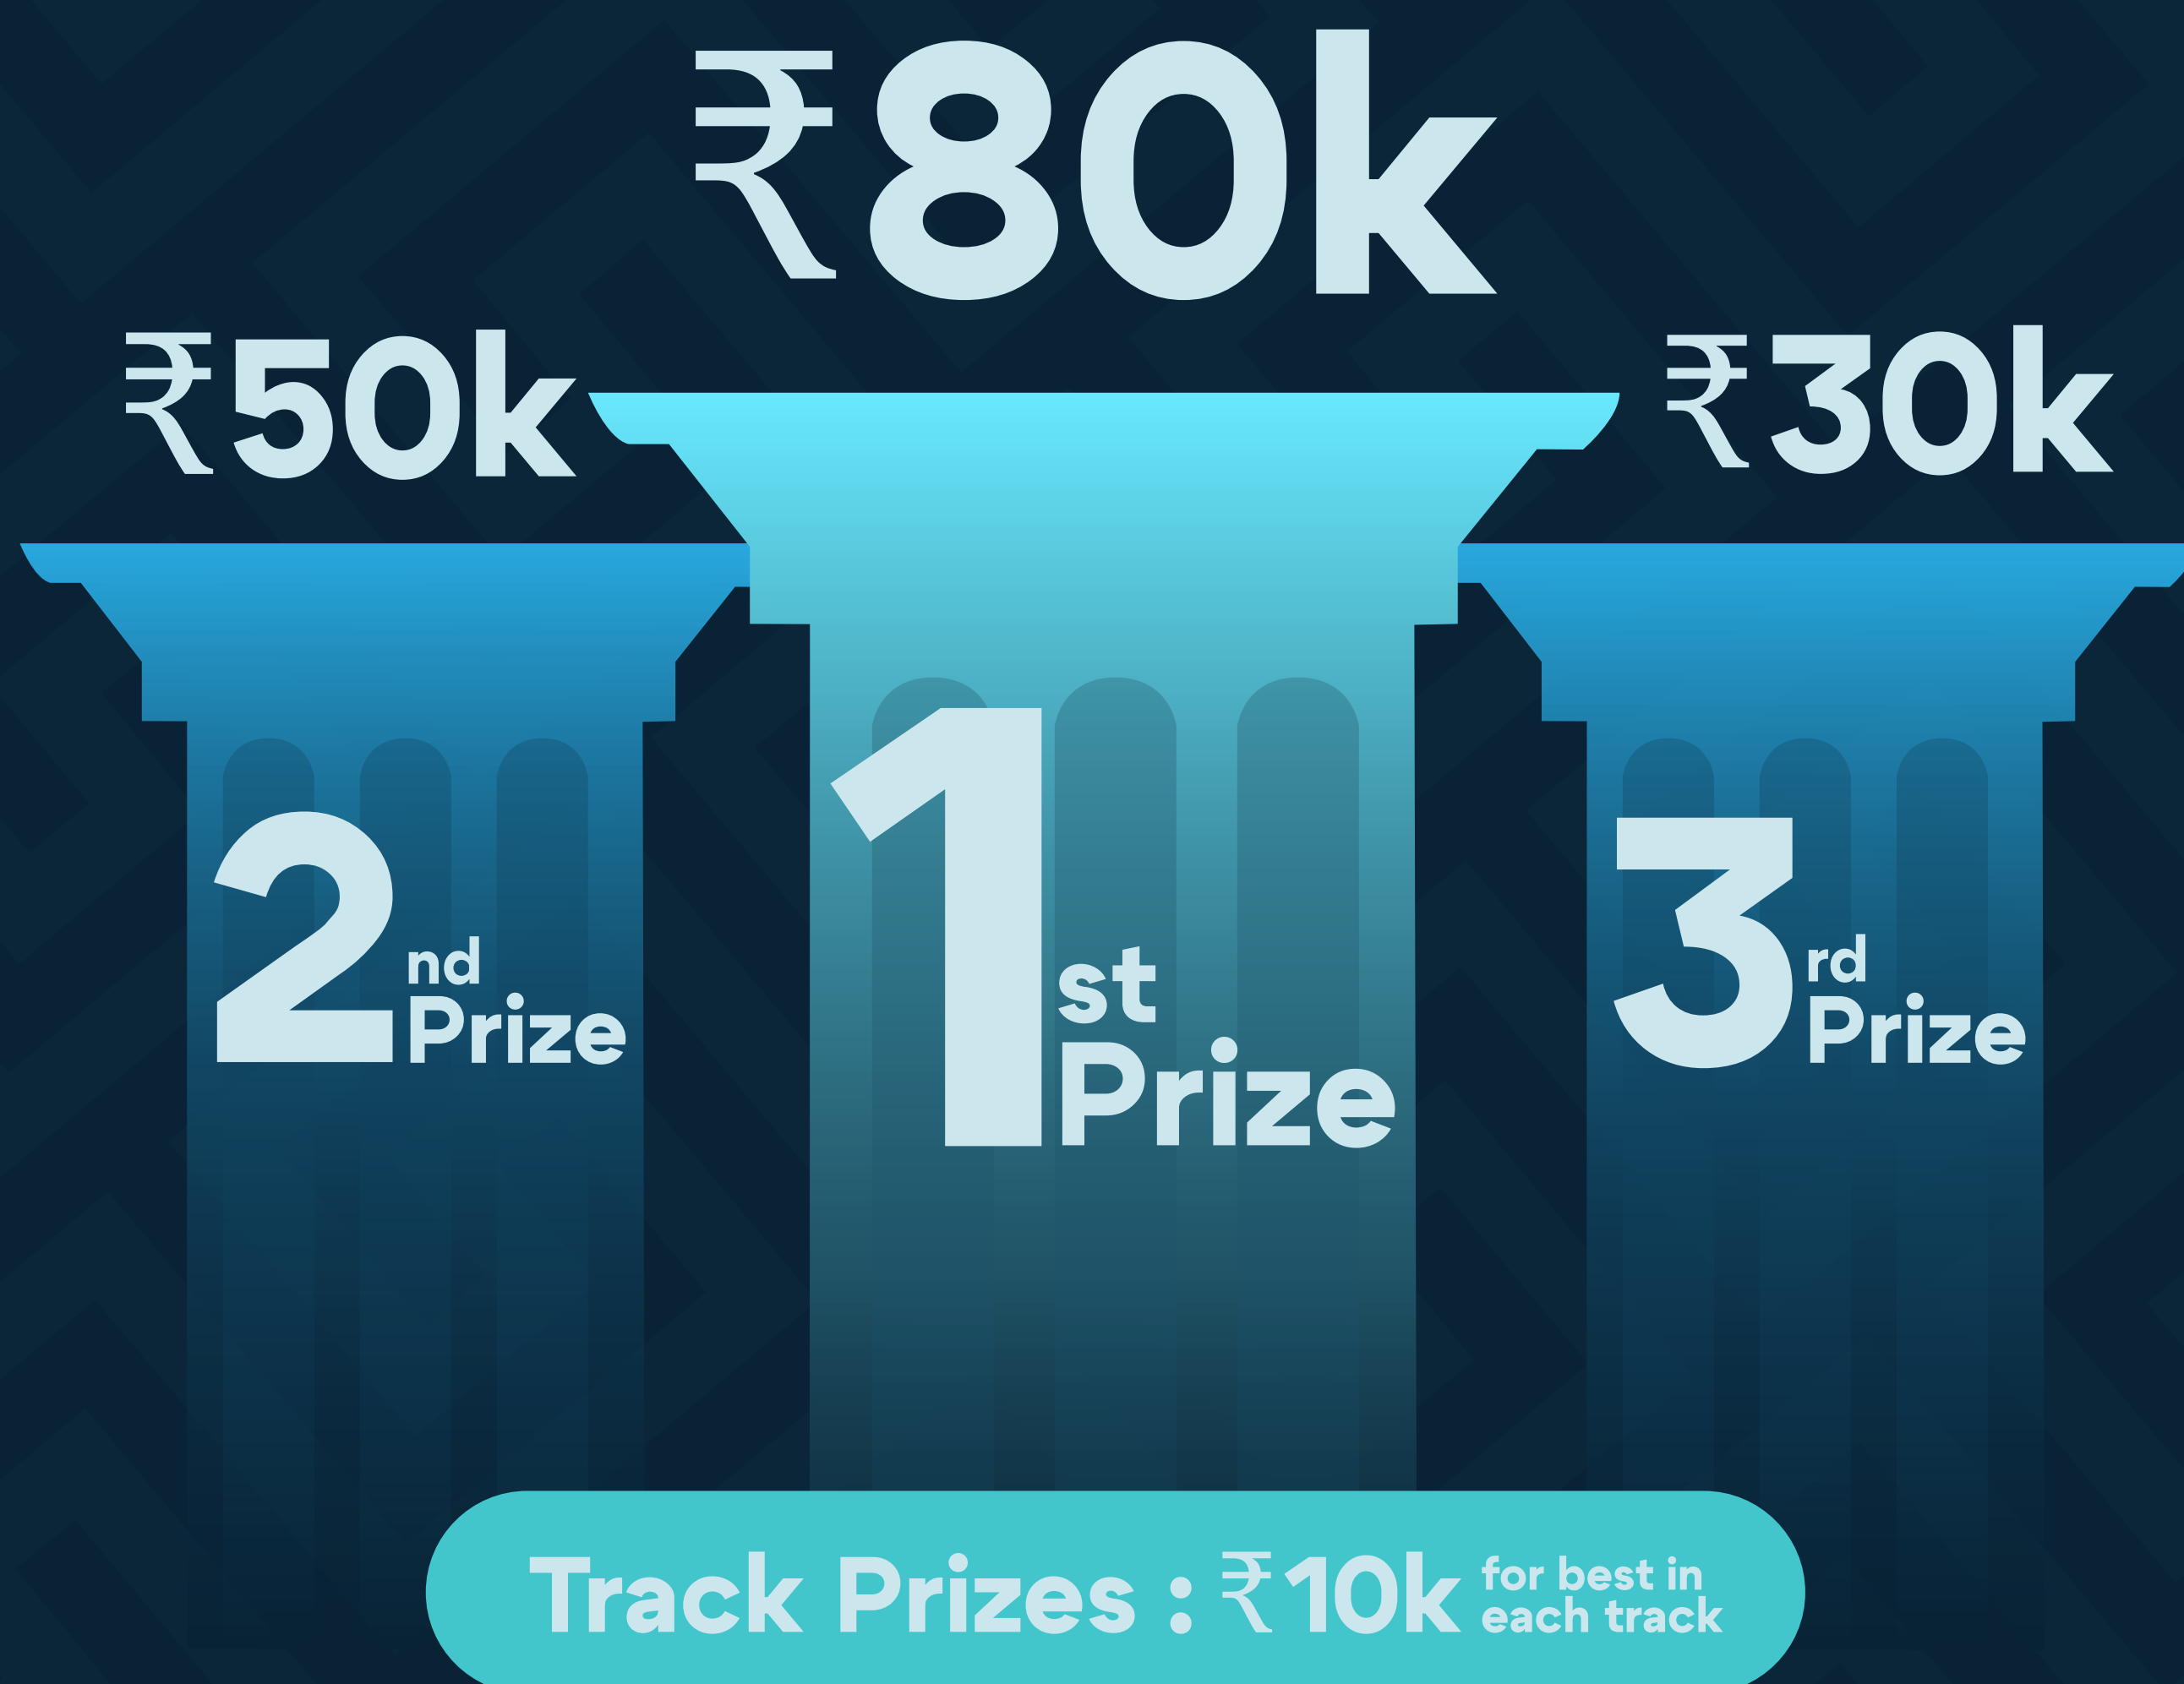 ₹80k
₹50k
₹30k
1st
Prize
2nd
Prize
3rd
Prize
Track Prizes : ₹10k for best in
each track